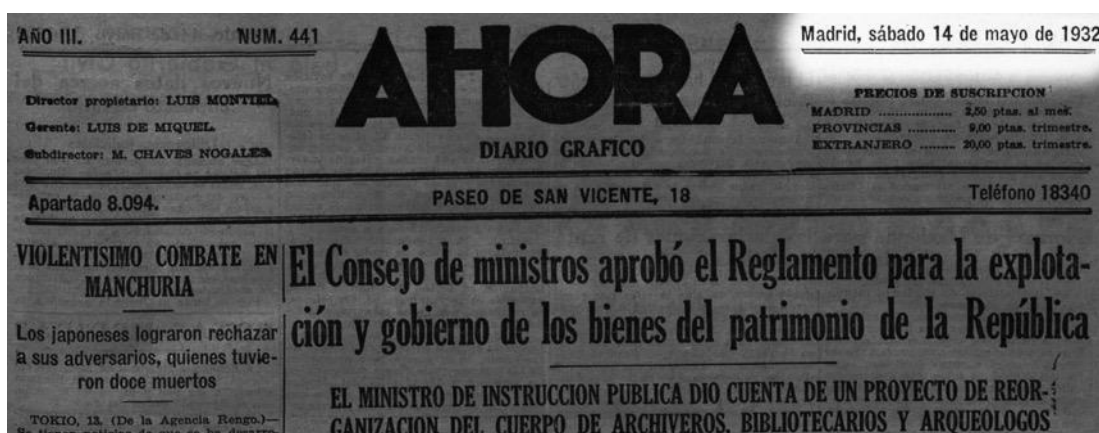 AÑO III. NUM. 441
AHORA
Madrid, sábado 14 de mayo de 1932
Director propietario: LUIS MONTIEL
Gerente: LUIS DE MIQUEL
Subdirector: M. CHAVES NOGALES
DIARIO GRAFICO
PRECIOS DE SUSCRIPCION
MADRID ................ 2,50 ptas. al mes.
PROVINCIAS ........... 9,00 ptas. trimestre.
EXTRANJERO ........ 20,00 ptas. trimestre.
Apartado 8.094. PASEO DE SAN VICENTE, 18 Teléfono 18340
VIOLENTISIMO COMBATE EN
MANCHURIA
Los japoneses lograron rechazar
a sus adversarios, quienes tuvie-
ron doce muertos
TOKIO, 13. (De la Agencia Rengo.)—
El Consejo de ministros aprobó el Reglamento para la explota-
ción y gobierno de los bienes del patrimonio de la República
EL MINISTRO DE INSTRUCCION PUBLICA DIO CUENTA DE UN PROYECTO DE REOR-
GANIZACION DEL CUERPO DE ARCHIVEROS, BIBLIOTECARIOS Y ARQUEOLOGOS